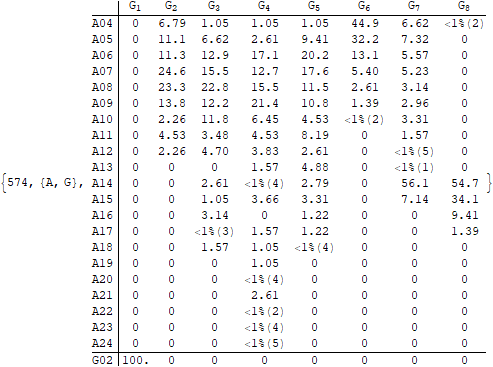 G1 G2 G3 G4 G5 G6 G7 G8
A04 0 6.79 1.05 1.05 1.05 44.9 6.62 <1%(2)
A05 0 11.1 6.62 2.61 9.41 32.2 7.32 0
A06 0 11.3 12.9 17.1 20.2 13.1 5.57 0
A07 0 24.6 15.5 12.7 17.6 5.40 5.23 0
A08 0 23.3 22.8 15.5 11.5 2.61 3.14 0
A09 0 13.8 12.2 21.4 10.8 1.39 2.96 0
A10 0 2.26 11.8 6.45 4.53 <1%(2) 3.31 0
A11 0 4.53 3.48 4.53 8.19 0 1.57 0
A12 0 2.26 4.70 3.83 2.61 0 <1%(5) 0
A13 0 0 0 1.57 4.88 0 <1%(1) 0
{574, {A, G}, A14 0 0 2.61 <1%(4) 2.79 0 56.1 54.7 }
A15 0 0 1.05 3.66 3.31 0 7.14 34.1
A16 0 0 3.14 0 1.22 0 0 9.41
A17 0 0 <1%(3) 1.57 1.22 0 0 1.39
A18 0 0 1.57 1.05 <1%(4) 0 0 0
A19 0 0 0 1.05 0 0 0 0
A20 0 0 0 <1%(4) 0 0 0 0
A21 0 0 0 2.61 0 0 0 0
A22 0 0 0 <1%(2) 0 0 0 0
A23 0 0 0 <1%(4) 0 0 0 0
A24 0 0 0 <1%(5) 0 0 0 0
G02 100. 0 0 0 0 0 0 0